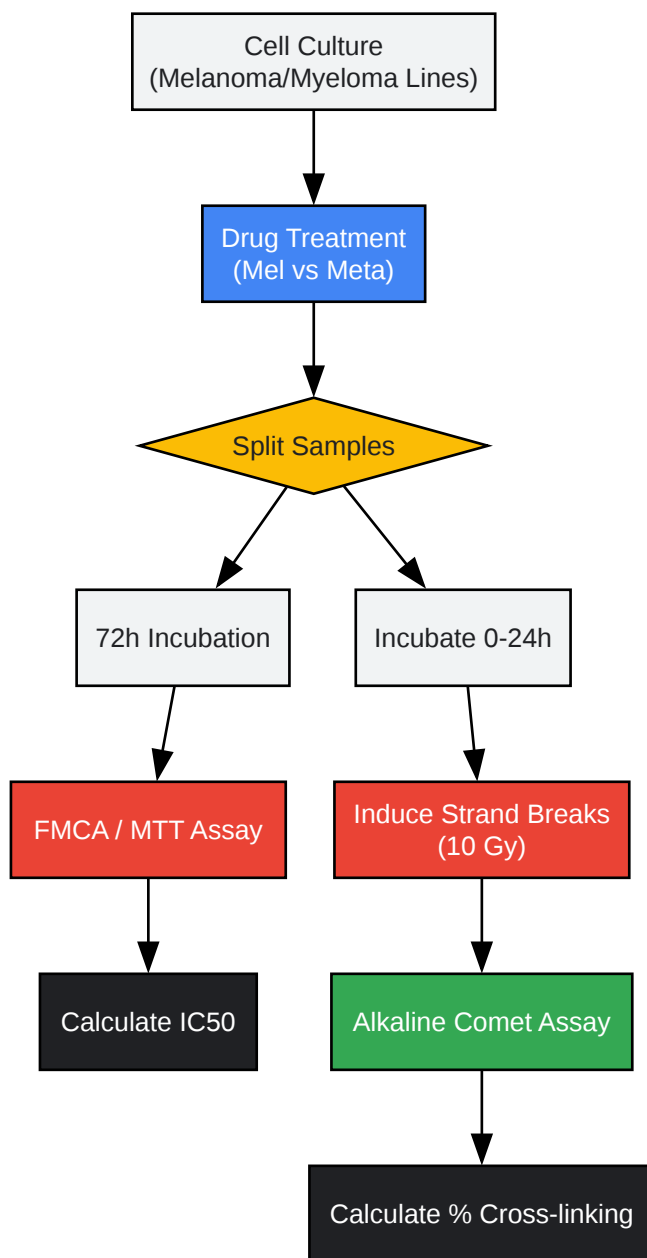 Cell Culture
(Melanoma/Myeloma Lines)
Drug Treatment
(Mel vs Meta)
Split Samples
72h Incubation
Incubate 0-24h
FMCA / MTT Assay
Induce Strand Breaks
(10 Gy)
Calculate IC50
Alkaline Comet Assay
Calculate % Cross-linking